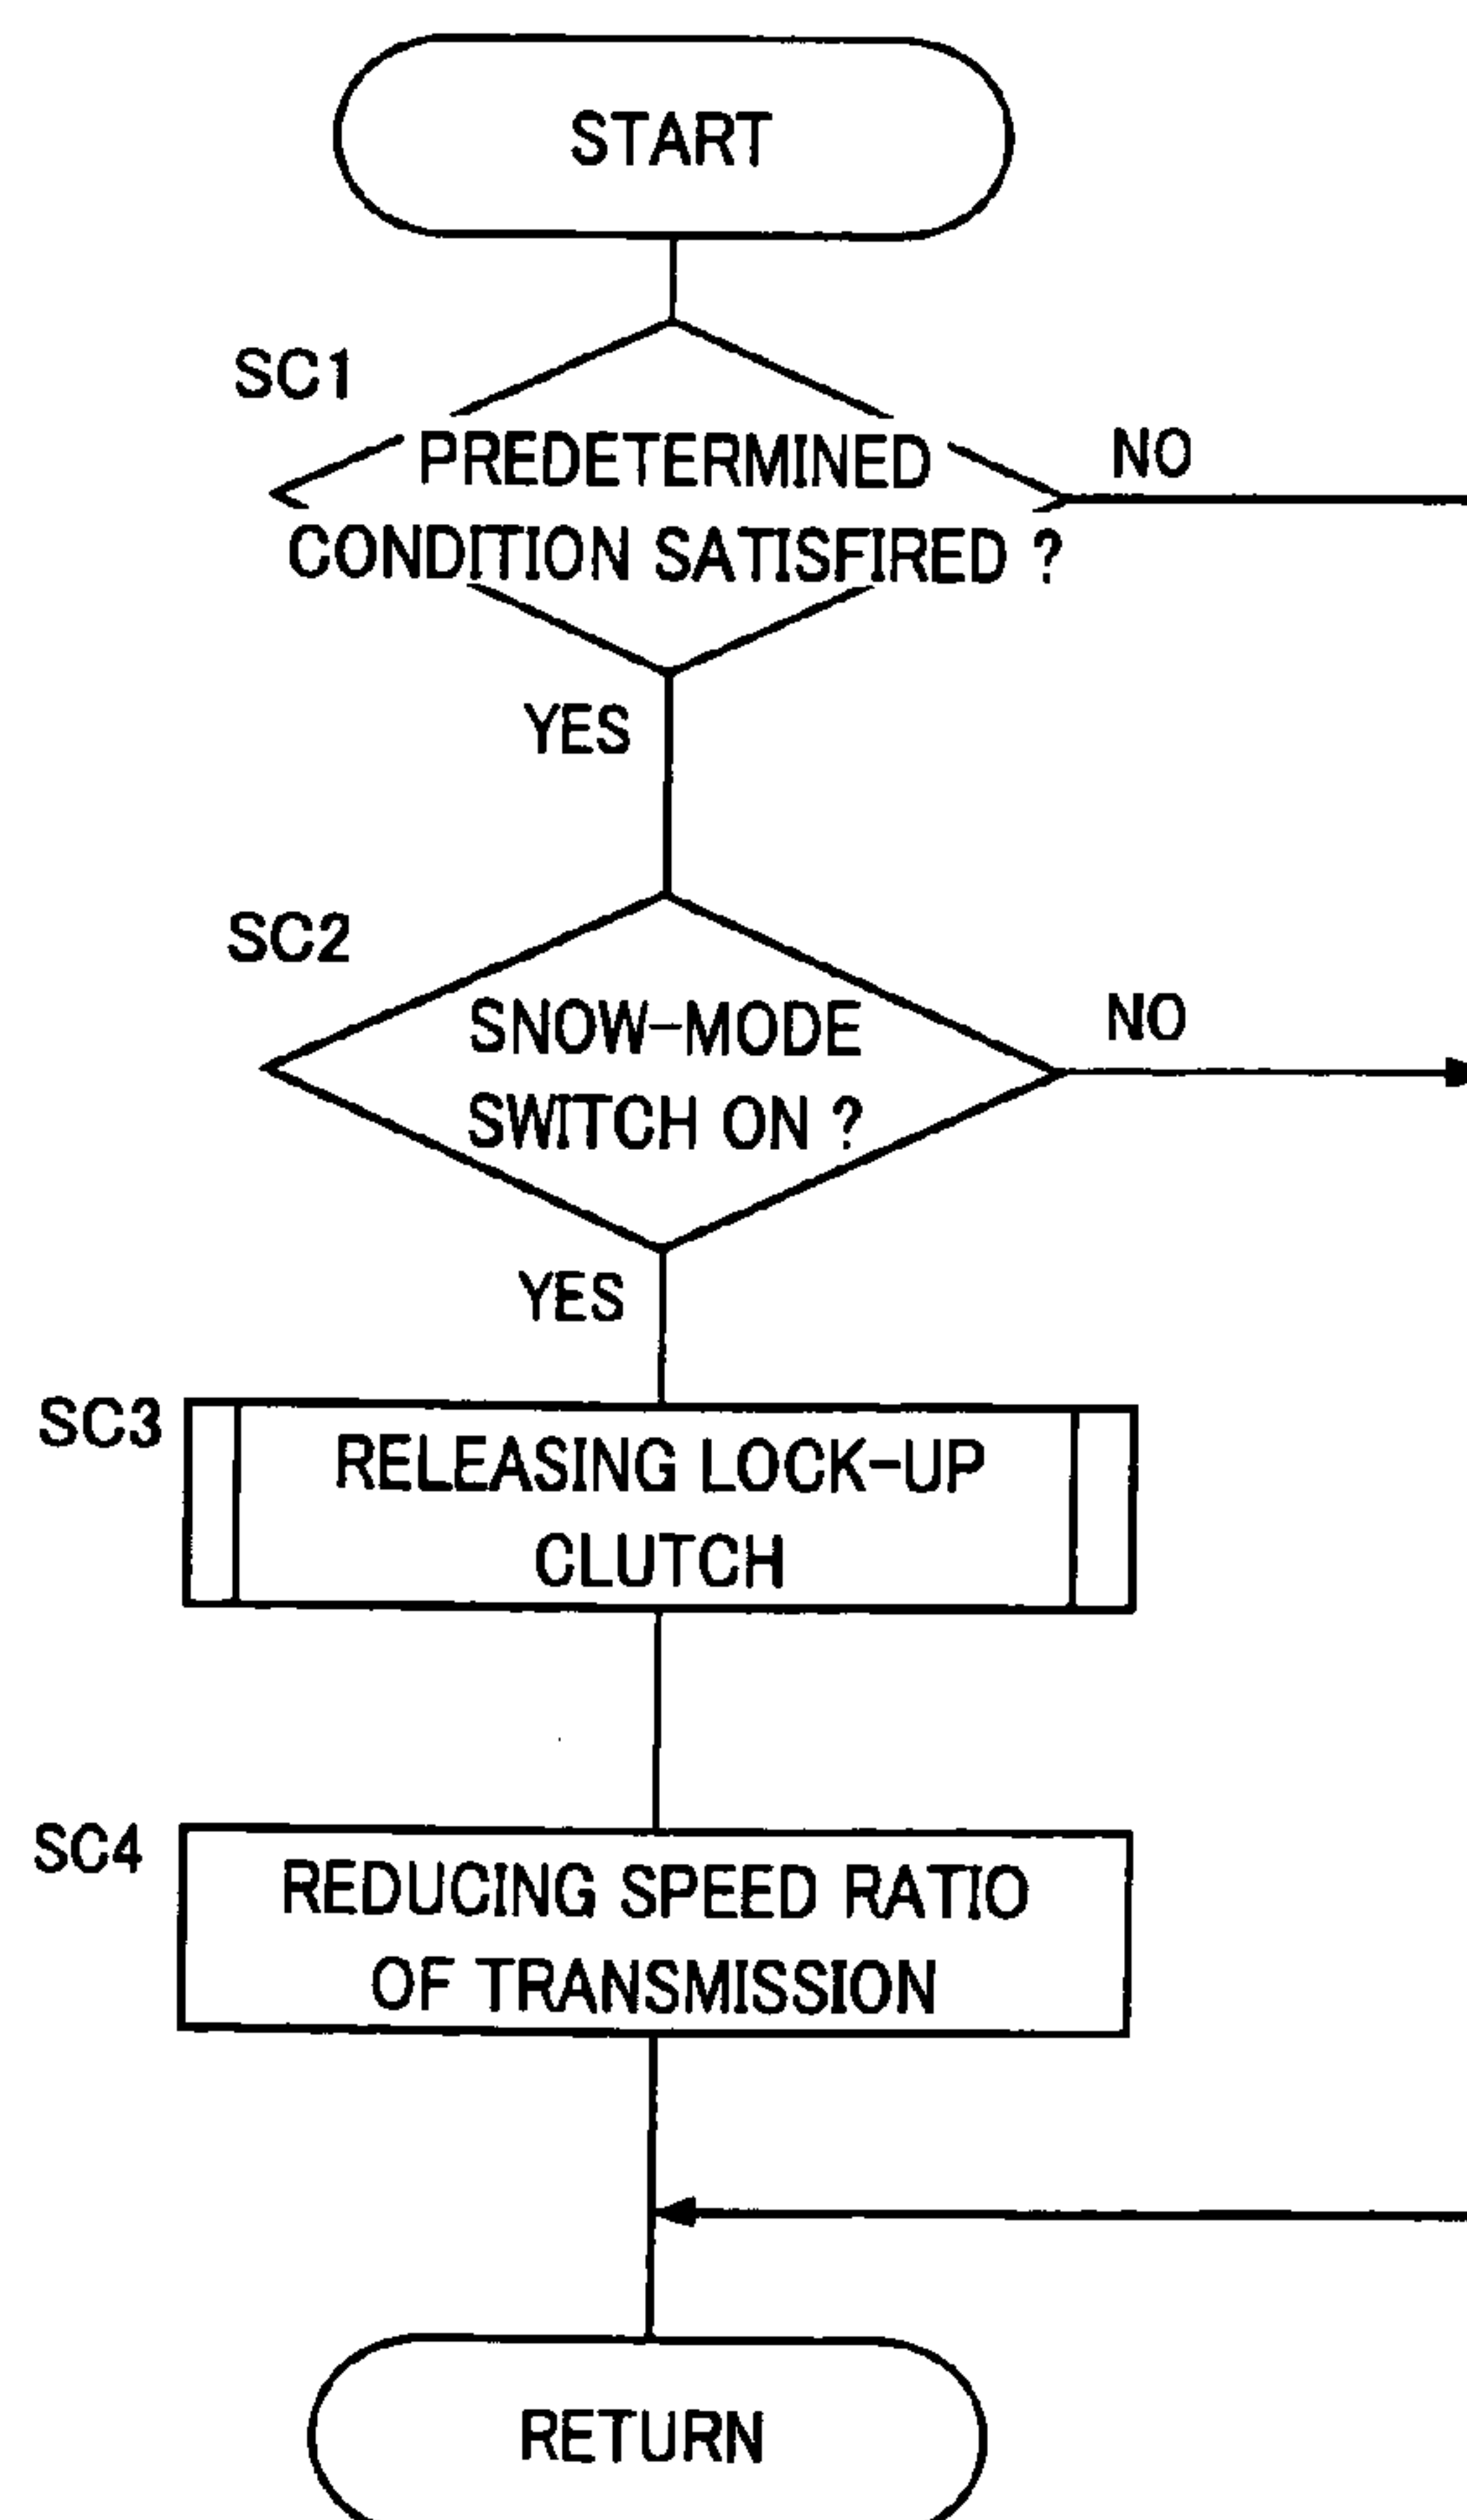 START
SC1
PREDETERMINED
CONDITION SATISFIRED ?
NO
YES
SC2
SNOW-MODE
SWITCH ON ?
NO
YES
SC3
RELEASING LOCK-UP
CLUTCH
SC4
REDUCING SPEED RATIO
OF TRANSMISSION
RETURN